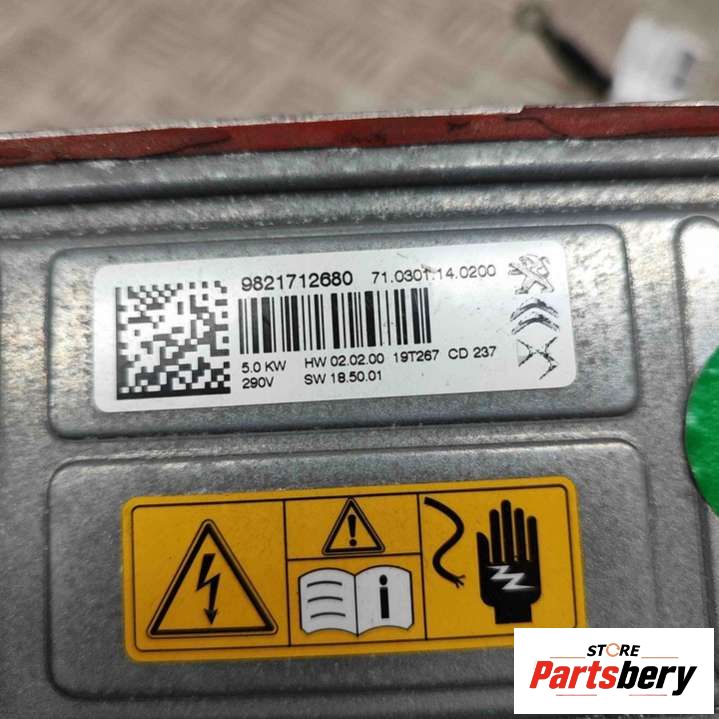 9821712680 71.0301.14.0200
5.0 KW HW 02.02.00 19T267 CD 237
290V SW 18.50.01
STORE
Partsbery